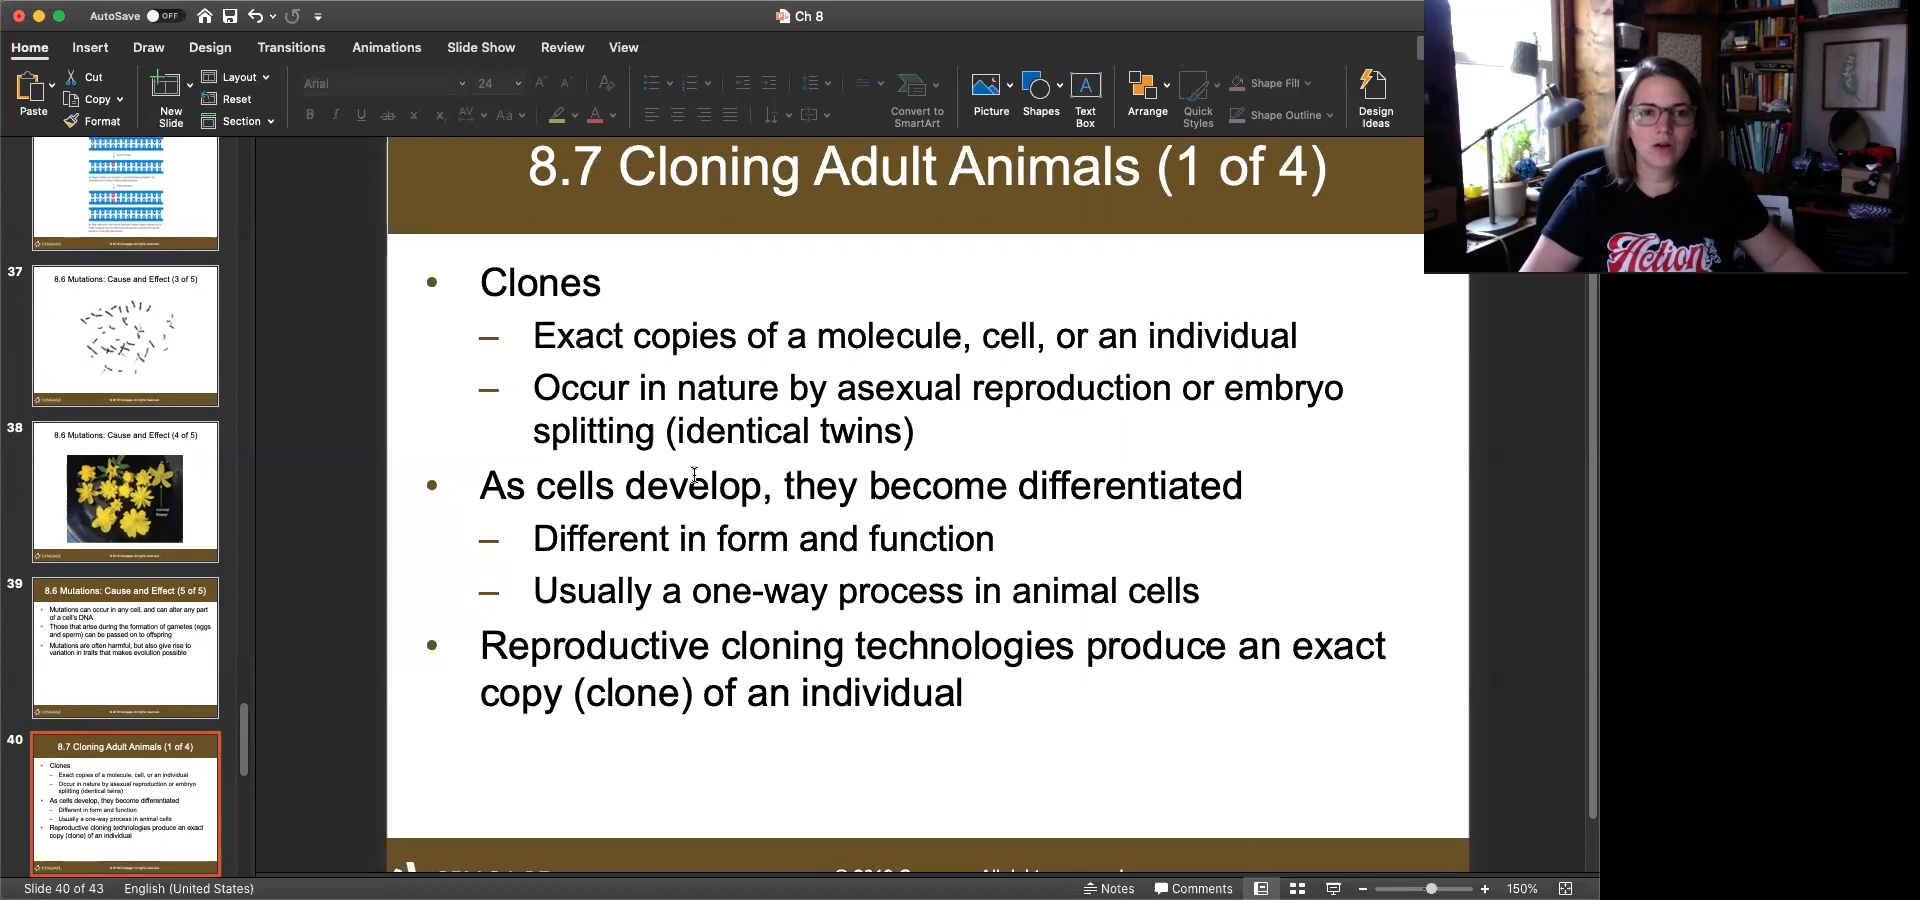 AutoSave OFF
Ch 8
Home Insert Draw Design Transitions Animations Slide Show Review View
Paste
Cut
Copy
Format
New
Slide
Layout
Reset
Section
Arial 24
Convert to
SmartArt
Picture
Shapes
Text
Box
Arrange
Quick
Styles
Shape Fill
Shape Outline
Design
Ideas
37
8.6 Mutations: Cause and Effect (3 of 5)
38
8.6 Mutations: Cause and Effect (4 of 5)
normal
flower
39
8.6 Mutations: Cause and Effect (5 of 5)
• Mutations can occur in any cell, and can alter any part
of a cell's DNA
• Those that arise during the formation of gametes (eggs
and sperm) can be passed on to offspring
• Mutations are often harmful, but also give rise to
variation in traits that makes evolution possible
40
8.7 Cloning Adult Animals (1 of 4)
• Clones
– Exact copies of a molecule, cell, or an individual
– Occur in nature by asexual reproduction or embryo
splitting (identical twins)
• As cells develop, they become differentiated
– Different in form and function
– Usually a one-way process in animal cells
• Reproductive cloning technologies produce an exact
copy (clone) of an individual
CENGAGE
8.7 Cloning Adult Animals (1 of 4)
• Clones
– Exact copies of a molecule, cell, or an individual
– Occur in nature by asexual reproduction or embryo
splitting (identical twins)
• As cells develop, they become differentiated
– Different in form and function
– Usually a one-way process in animal cells
• Reproductive cloning technologies produce an exact
copy (clone) of an individual
Action
Slide 40 of 43 English (United States)
Notes Comments 150%